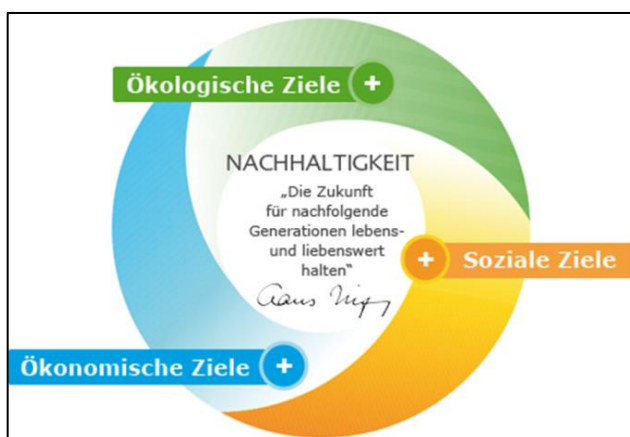 Ökologische Ziele +
NACHHALTIGKEIT
„Die Zukunft
für nachfolgende
Generationen lebens-
und liebenswert
halten“
+ Soziale Ziele
Ökonomische Ziele +